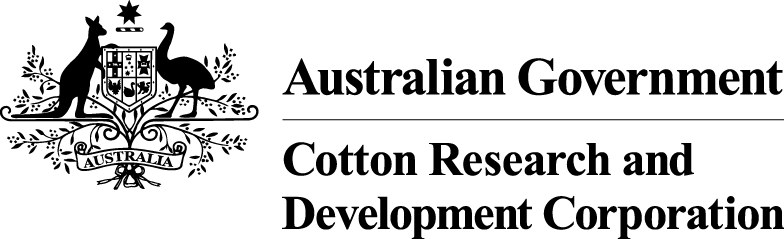 AUSTRALIA
Australian Government
Cotton Research and
Development Corporation